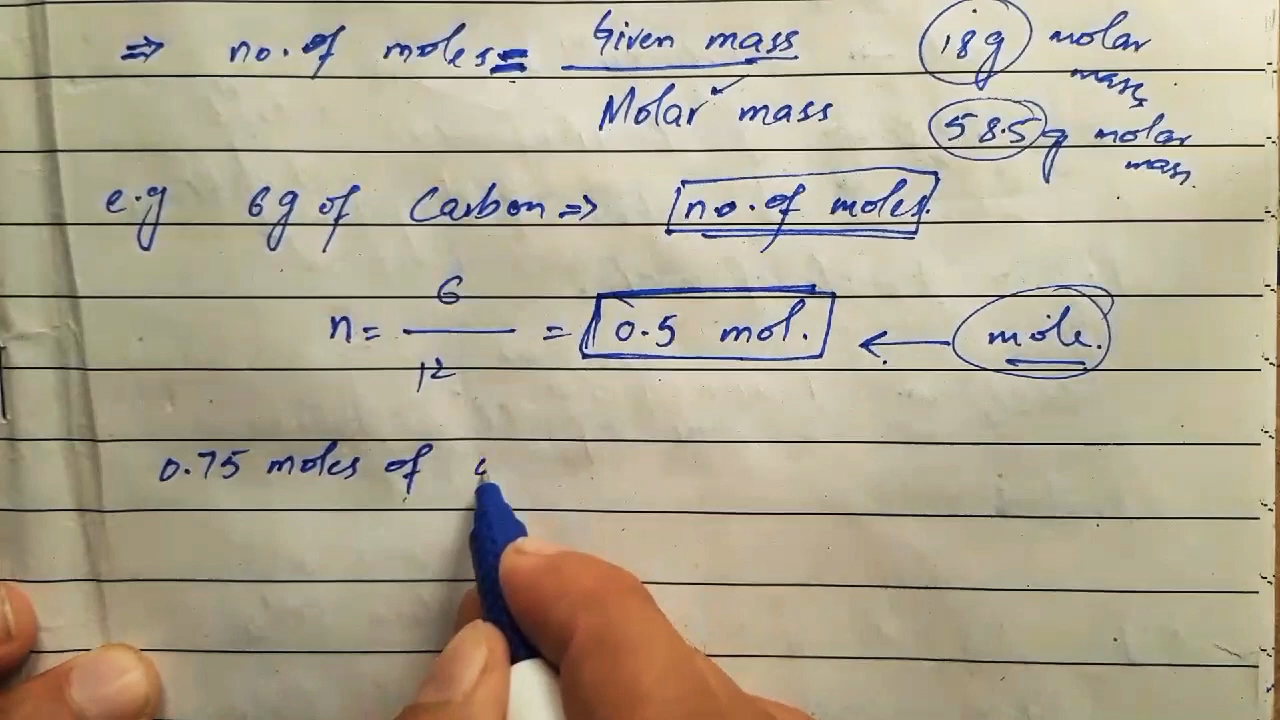 ⇒ no. of moles = Given mass
Molar mass
18g molar
mass
58.5g molar
mass.
e.g 6g of Carbon ⇒ no. of moles.
n = 6
12
= 0.5 mol. ← mole.
0.75 moles of